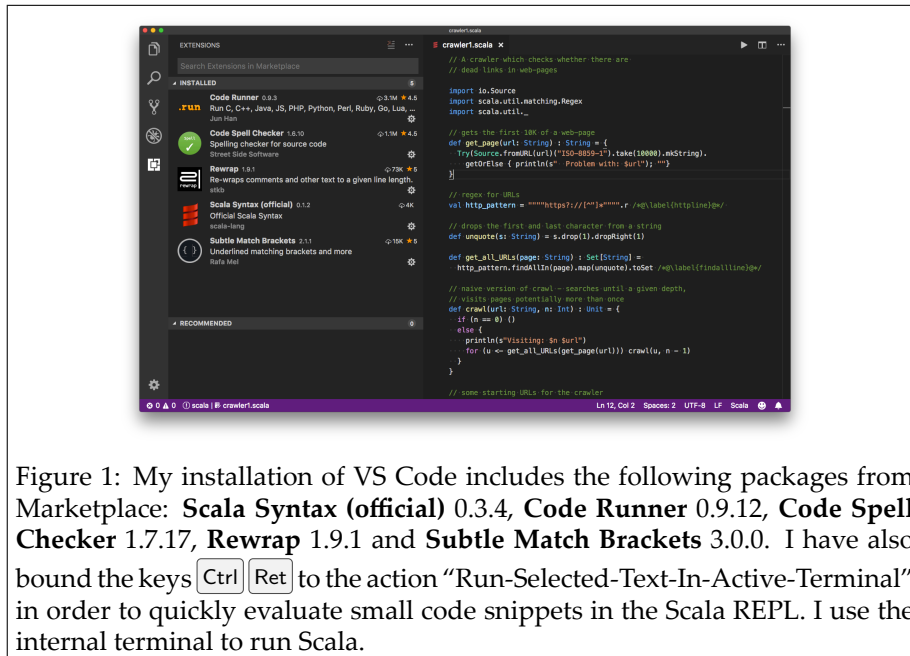 crawler1.scala
EXTENSIONS
Search Extensions in Marketplace
INSTALLED 5
Code Runner 0.9.3 3.1M ★4.5
Run C, C++, Java, JS, PHP, Python, Perl, Ruby, Go, Lua, ...
Jun Han
Code Spell Checker 1.6.10 1.1M ★4.5
Spelling checker for source code
Street Side Software
Rewrap 1.9.1 73K ★5
Re-wraps comments and other text to a given line length.
stkb
Scala Syntax (official) 0.1.2 4K
Official Scala Syntax
scala-lang
Subtle Match Brackets 2.1.1 16K ★5
Underlined matching brackets and more
Rafa Mel
RECOMMENDED 0
.run
rewrap
crawler1.scala ×
// A crawler which checks whether there are
// dead links in web-pages
import io.Source
import scala.util.matching.Regex
import scala.util._
// gets the first 10K of a web-page
def get_page(url: String) : String = {
Try(Source.fromURL(url)("ISO-8859-1").take(10000).mkString).
getOrElse { println(s" Problem with: $url"); ""}
}
// regex for URLs
val http_pattern = """"https?://[^"]*"""".r /*@\label{httpline}@*/
// drops the first and last character from a string
def unquote(s: String) = s.drop(1).dropRight(1)
def get_all_URLs(page: String) : Set[String] =
http_pattern.findAllIn(page).map(unquote).toSet /*@\label{findallline}@*/
// naive version of crawl - searches until a given depth,
// visits pages potentially more than once
def crawl(url: String, n: Int) : Unit = {
if (n == 0) ()
else {
println(s"Visiting: $n $url")
for (u <- get_all_URLs(get_page(url))) crawl(u, n - 1)
}
}
// some starting URLs for the crawler
0 0 scala | crawler1.scala Ln 12, Col 2 Spaces: 2 UTF-8 LF Scala
Figure 1: My installation of VS Code includes the following packages from
Marketplace: Scala Syntax (official) 0.3.4, Code Runner 0.9.12, Code Spell
Checker 1.7.17, Rewrap 1.9.1 and Subtle Match Brackets 3.0.0. I have also
bound the keys Ctrl Ret to the action “Run-Selected-Text-In-Active-Terminal”
in order to quickly evaluate small code snippets in the Scala REPL. I use the
internal terminal to run Scala.